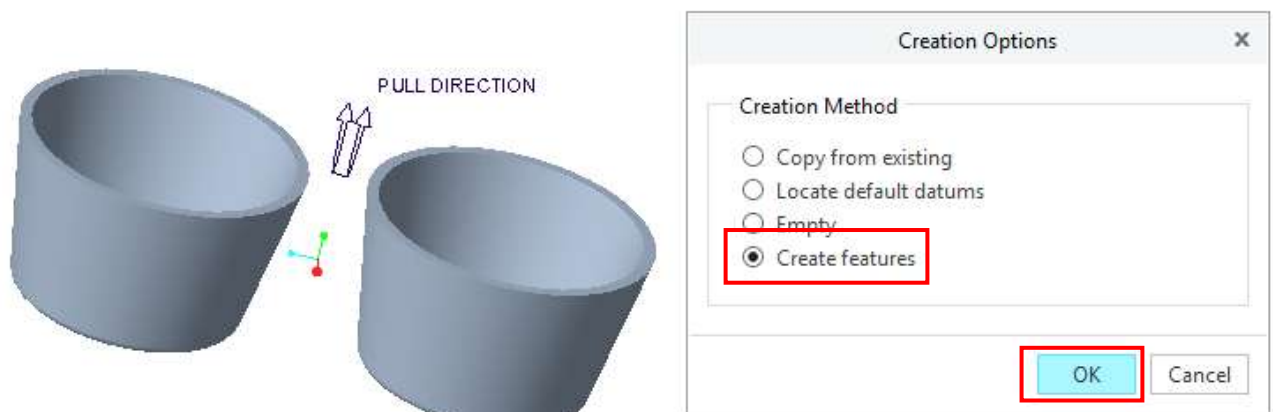 PULL DIRECTION
Creation Options
Creation Method
Copy from existing
Locate default datums
Empty
Create features
OK
Cancel